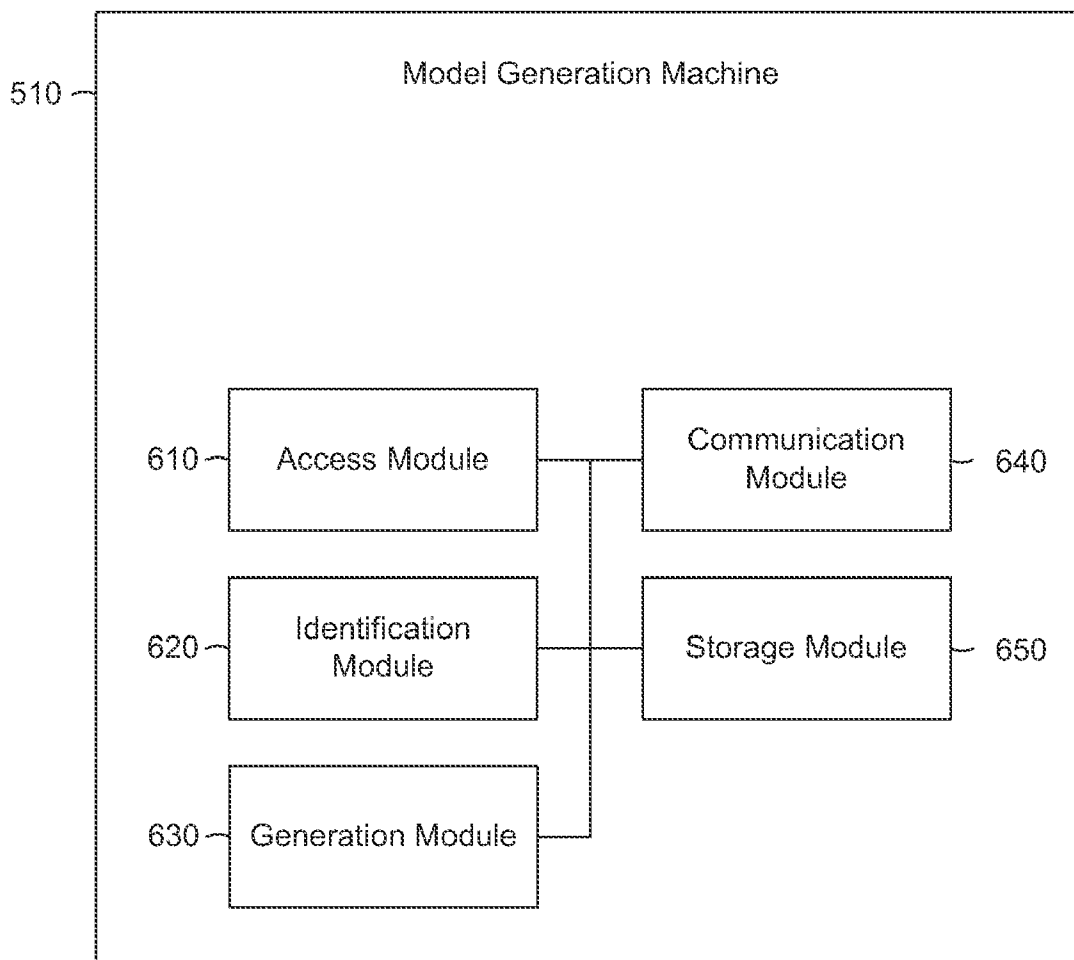 Model Generation Machine
510
610
Access Module
Communication
Module
640
620
Identification
Module
Storage Module
650
630
Generation Module